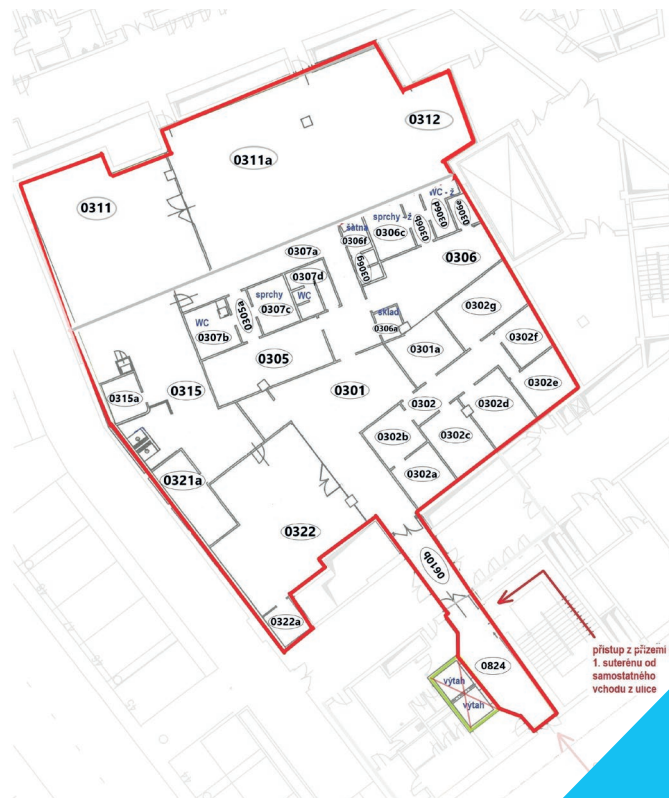 0312
0311a
0311
WC - ž
0306e
0306d
0306b
sprchy - ž
0306c
šatna
0306f
0306g
0306
0307a
0307d
WC
sprchy
0307c
0305a
WC
0307b
sklad
0306a
0302g
0302f
0302e
0301a
0305
0301
0302
0302d
0302c
0302b
0302a
0315
0315a
0321a
0322
0322a
0610b
0824
výtah
výtah
přístup z přízemí
1. suterénu od
samostatného
vchodu z ulice